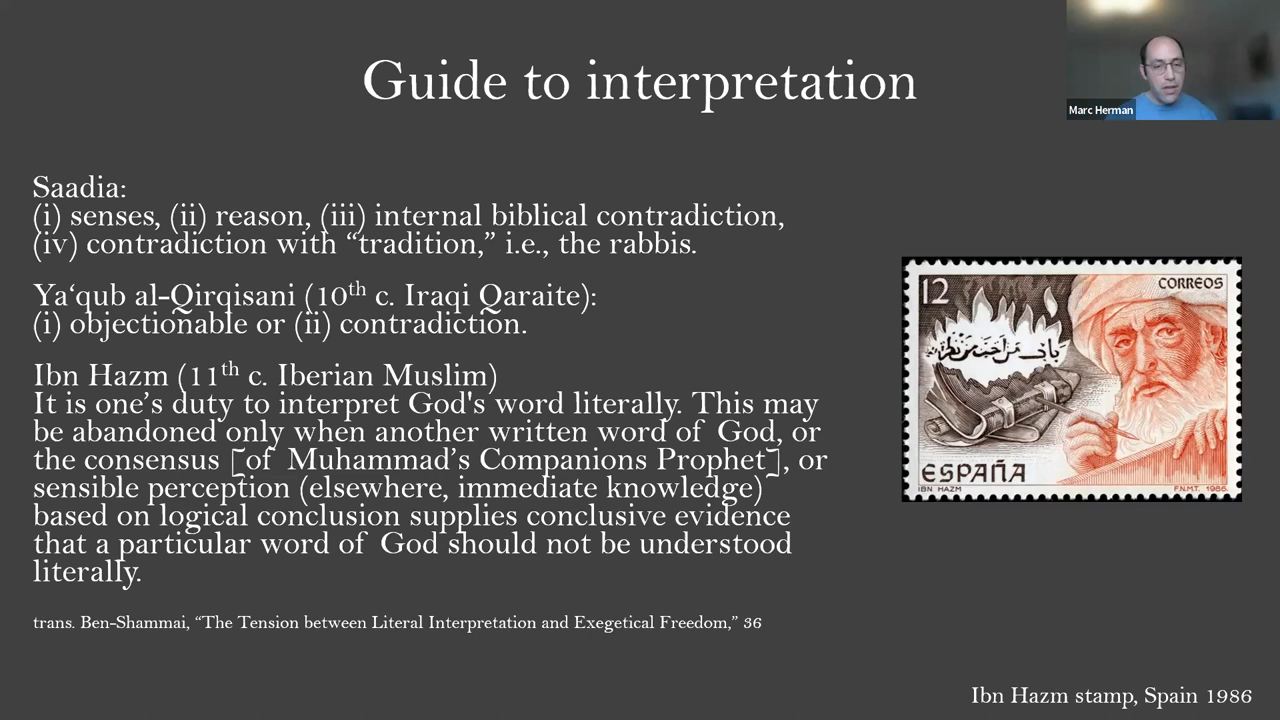 Guide to interpretation
Marc Herman
Saadia:
(i) senses, (ii) reason, (iii) internal biblical contradiction,
(iv) contradiction with “tradition,” i.e., the rabbis.
Ya‘qub al-Qirqisani (10th c. Iraqi Qaraite):
(i) objectionable or (ii) contradiction.
Ibn Hazm (11th c. Iberian Muslim)
It is one’s duty to interpret God's word literally. This may
be abandoned only when another written word of God, or
the consensus [of Muhammad’s Companions Prophet], or
sensible perception (elsewhere, immediate knowledge)
based on logical conclusion supplies conclusive evidence
that a particular word of God should not be understood
literally.
trans. Ben-Shammai, “The Tension between Literal Interpretation and Exegetical Freedom,” 36
12
CORREOS
ESPAÑA
IBN HAZM
F.N.M.T. 1986
Ibn Hazm stamp, Spain 1986